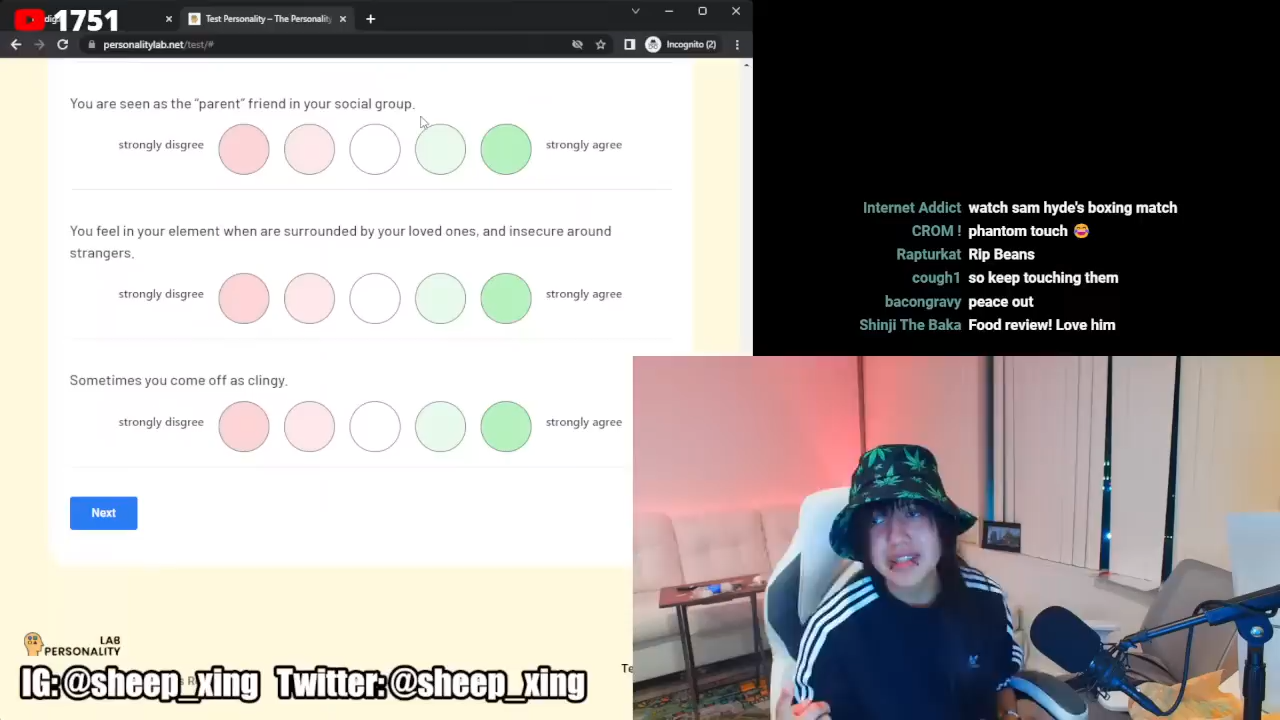 1751
Test Personality – The Personality
personalitylab.net/test/#
Incognito (2)
You are seen as the “parent” friend in your social group.
strongly disgree
strongly agree
You feel in your element when are surrounded by your loved ones, and insecure around
strangers.
strongly disgree
strongly agree
Sometimes you come off as clingy.
strongly disgree
strongly agree
Next
LAB
PERSONALITY
Te
IG:@sheep_xing Twitter:@sheep_xing
Internet Addict watch sam hyde's boxing match
CROM ! phantom touch 😂
Rapturkat Rip Beans
cough1 so keep touching them
bacongravy peace out
Shinji The Baka Food review! Love him